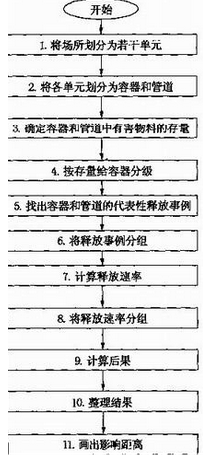 开始
1. 将场所划分为若干单元
2. 将各单元划分为容器和管道
3. 确定容器和管道中有害物料的存量
4. 按存量给容器分级
5. 找出容器和管道的代表性释放事例
6. 将释放事例分组
7. 计算释放速率
8. 将释放速率分组
9. 计算后果
10. 整理结果
11. 画出影响距离